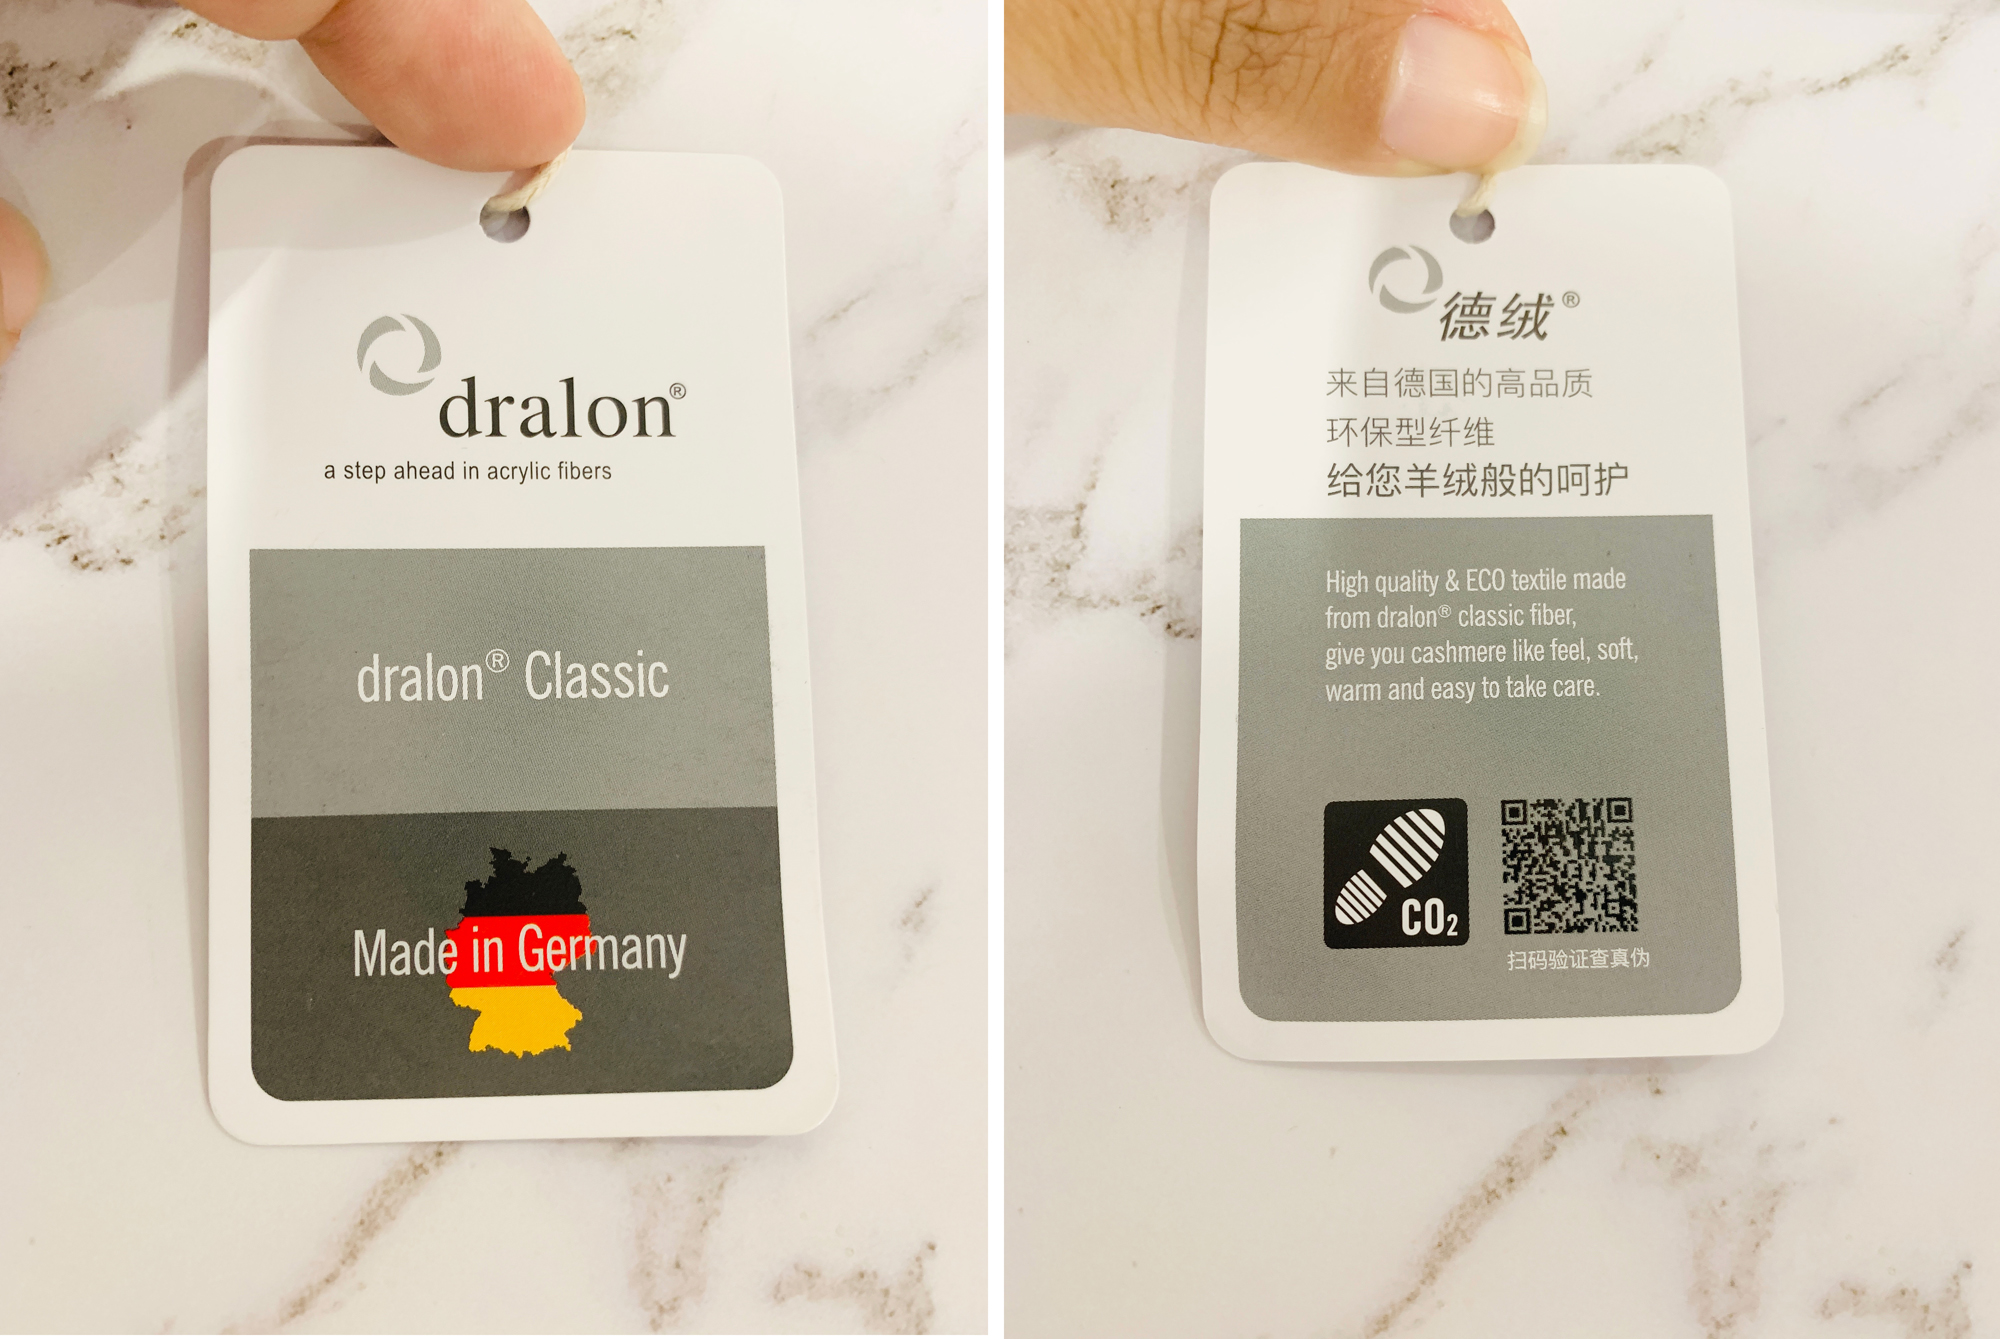 dralon®
a step ahead in acrylic fibers
dralon® Classic
Made in Germany
德绒®
来自德国的高品质
环保型纤维
给您羊绒般的呵护
High quality & ECO textile made
from dralon® classic fiber,
give you cashmere like feel, soft,
warm and easy to take care.
CO₂
扫码验证查真伪